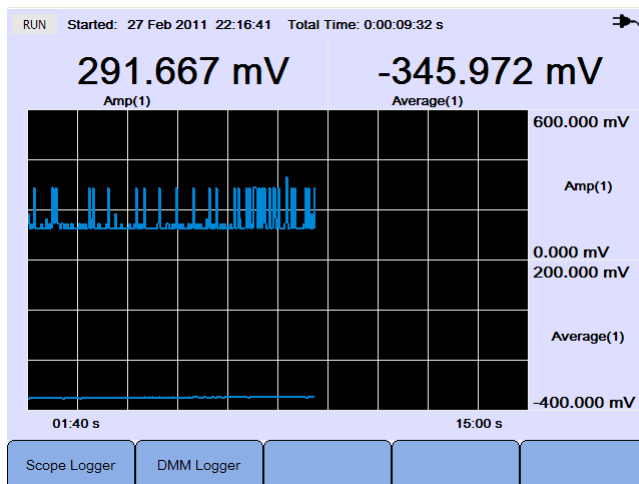 RUN Started: 27 Feb 2011 22:16:41 Total Time: 0:00:09:32 s
291.667 mV -345.972 mV
Amp(1) Average(1)
600.000 mV
Amp(1)
0.000 mV
200.000 mV
Average(1)
-400.000 mV
01:40 s 15:00 s
Scope Logger DMM Logger